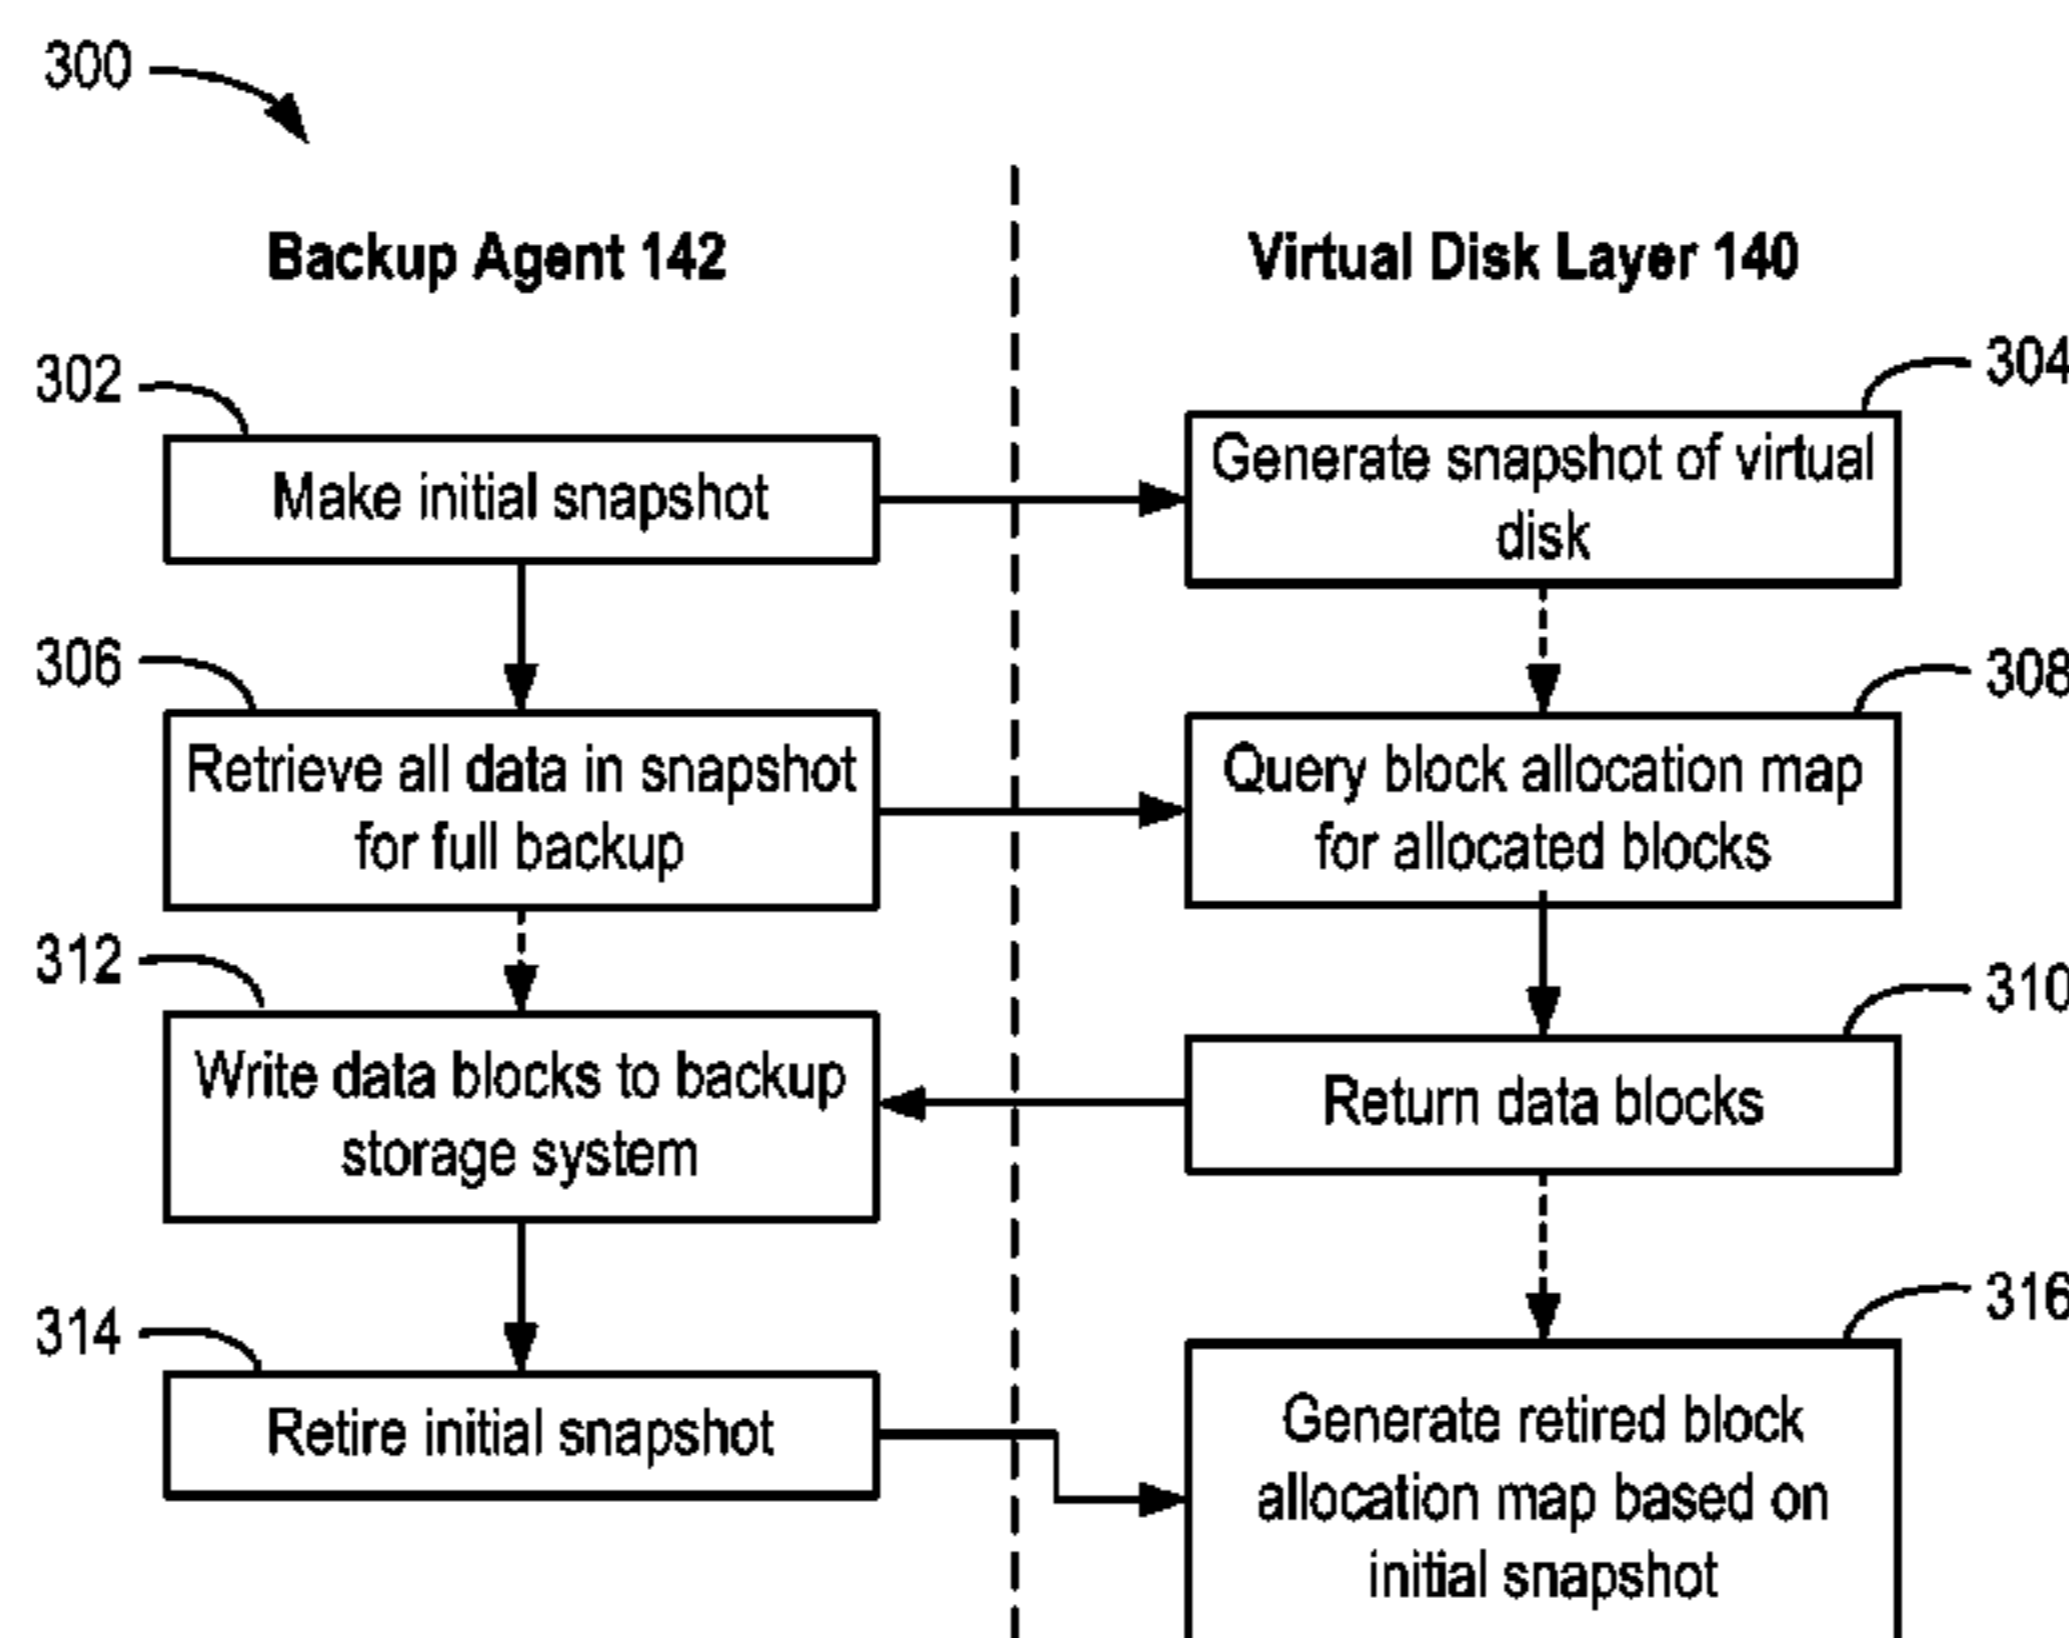 300
Backup Agent 142
Virtual Disk Layer 140
302
Make initial snapshot
304
Generate snapshot of virtual
disk
306
Retrieve all data in snapshot
for full backup
308
Query block allocation map
for allocated blocks
312
Write data blocks to backup
storage system
310
Return data blocks
314
Retire initial snapshot
316
Generate retired block
allocation map based on
initial snapshot